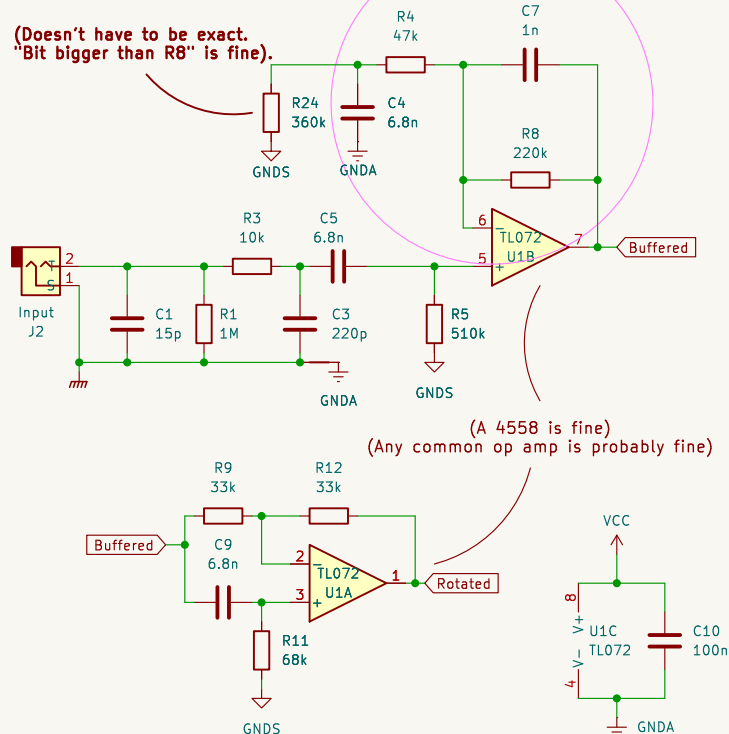 (Doesn't have to be exact.
"Bit bigger than R8" is fine).
R4
47k
C7
1n
R24
360k
C4
6.8n
GNDS
GNDA
R8
220k
6
7
5
−
+
TL072
U1B
Buffered
R3
10k
C5
6.8n
2
1
T
S
Input
J2
C1
15p
R1
1M
C3
220p
R5
510k
GNDA
GNDS
(A 4558 is fine)
(Any common op amp is probably fine)
R9
33k
R12
33k
Buffered
C9
6.8n
2
3
1
−
+
TL072
U1A
Rotated
R11
68k
GNDS
VCC
8
V+
V−
4
U1C
TL072
C10
100n
GNDA